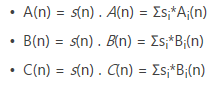 • A(n) = s(n) . A(n) = Σsᵢ*Aᵢ(n)
• B(n) = s(n) . B(n) = Σsᵢ*Bᵢ(n)
• C(n) = s(n) . C(n) = Σsᵢ*Bᵢ(n)